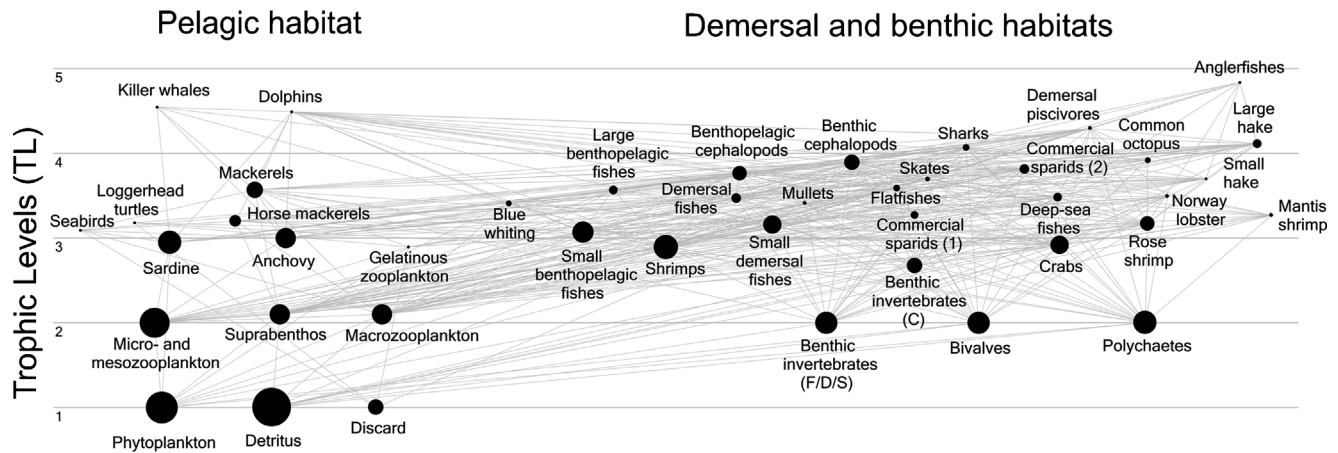 Pelagic habitat
Demersal and benthic habitats
Trophic Levels (TL)
5
4
3
2
1
Killer whales
Dolphins
Anglerfishes
Mackerels
Loggerhead
turtles
Seabirds
Horse mackerels
Sardine
Anchovy
Gelatinous
zooplankton
Blue
whiting
Large
benthopelagic
fishes
Benthopelagic
cephalopods
Benthic
cephalopods
Demersal
fishes
Mullets
Small
benthopelagic
fishes
Shrimps
Small
demersal
fishes
Sharks
Skates
Flatfishes
Commercial
sparids (1)
Demersal
piscivores
Commercial
sparids (2)
Common
octopus
Large
hake
Small
hake
Deep-sea
fishes
Norway
lobster
Mantis
shrimp
Crabs
Rose
shrimp
Benthic
invertebrates
(C)
Micro- and
mesozooplankton
Suprabenthos
Macrozooplankton
Benthic
invertebrates
(F/D/S)
Bivalves
Polychaetes
Phytoplankton
Detritus
Discard